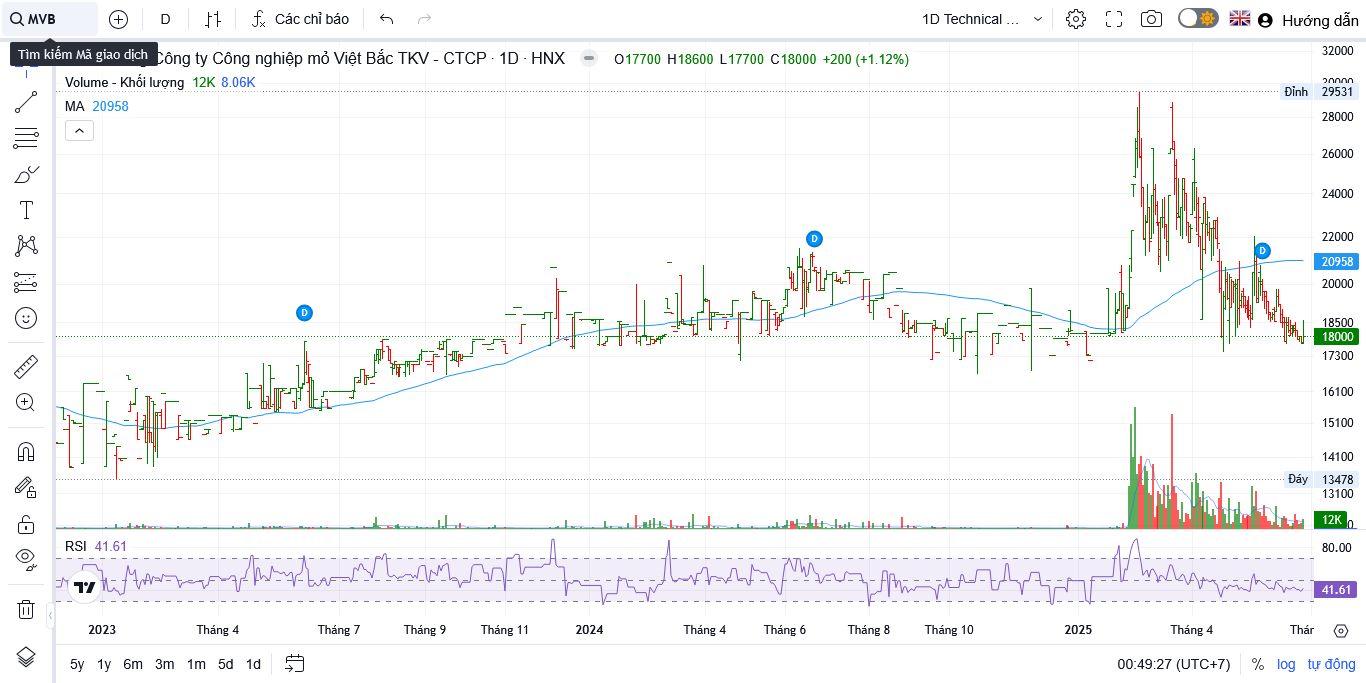 MVB
D
Các chỉ báo
1D Technical ...
Hướng dẫn
Tìm kiếm Mã giao dịch
Công ty Công nghiệp mỏ Việt Bắc TKV - CTCP · 1D · HNX
O17700 H18600 L17700 C18000 +200 (+1.12%)
Volume - Khối lượng 12K 8.06K
MA 20958
32000
30000
Đỉnh 29531
28000
26000
24000
22000
20958
20000
18500
18000
17300
16100
15100
14100
Đáy 13478
13100
12K
D
D
D
RSI 41.61
80.00
41.61
2023
Tháng 4
Tháng 7
Tháng 9
Tháng 11
2024
Tháng 4
Tháng 6
Tháng 8
Tháng 10
2025
Tháng 4
Thár
5y 1y 6m 3m 1m 5d 1d
00:49:27 (UTC+7)
%
log
tự động